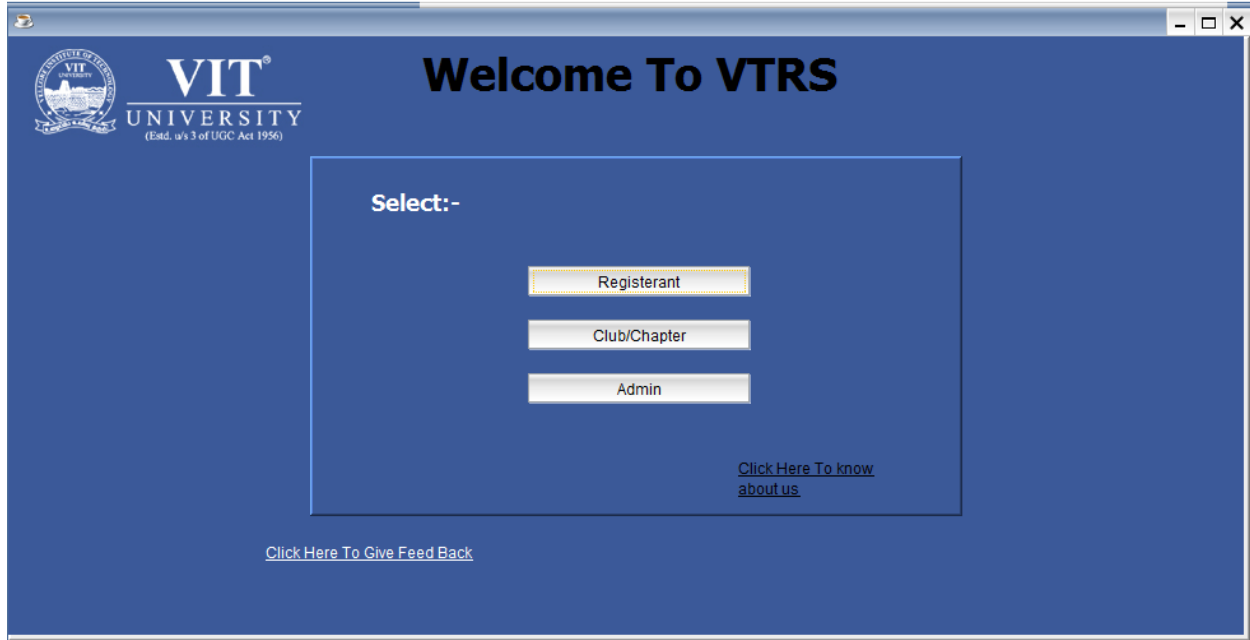 VIT®
UNIVERSITY
(Estd. u/s 3 of UGC Act 1956)
Welcome To VTRS
Select:-
Registerant
Club/Chapter
Admin
Click Here To know
about us
Click Here To Give Feed Back